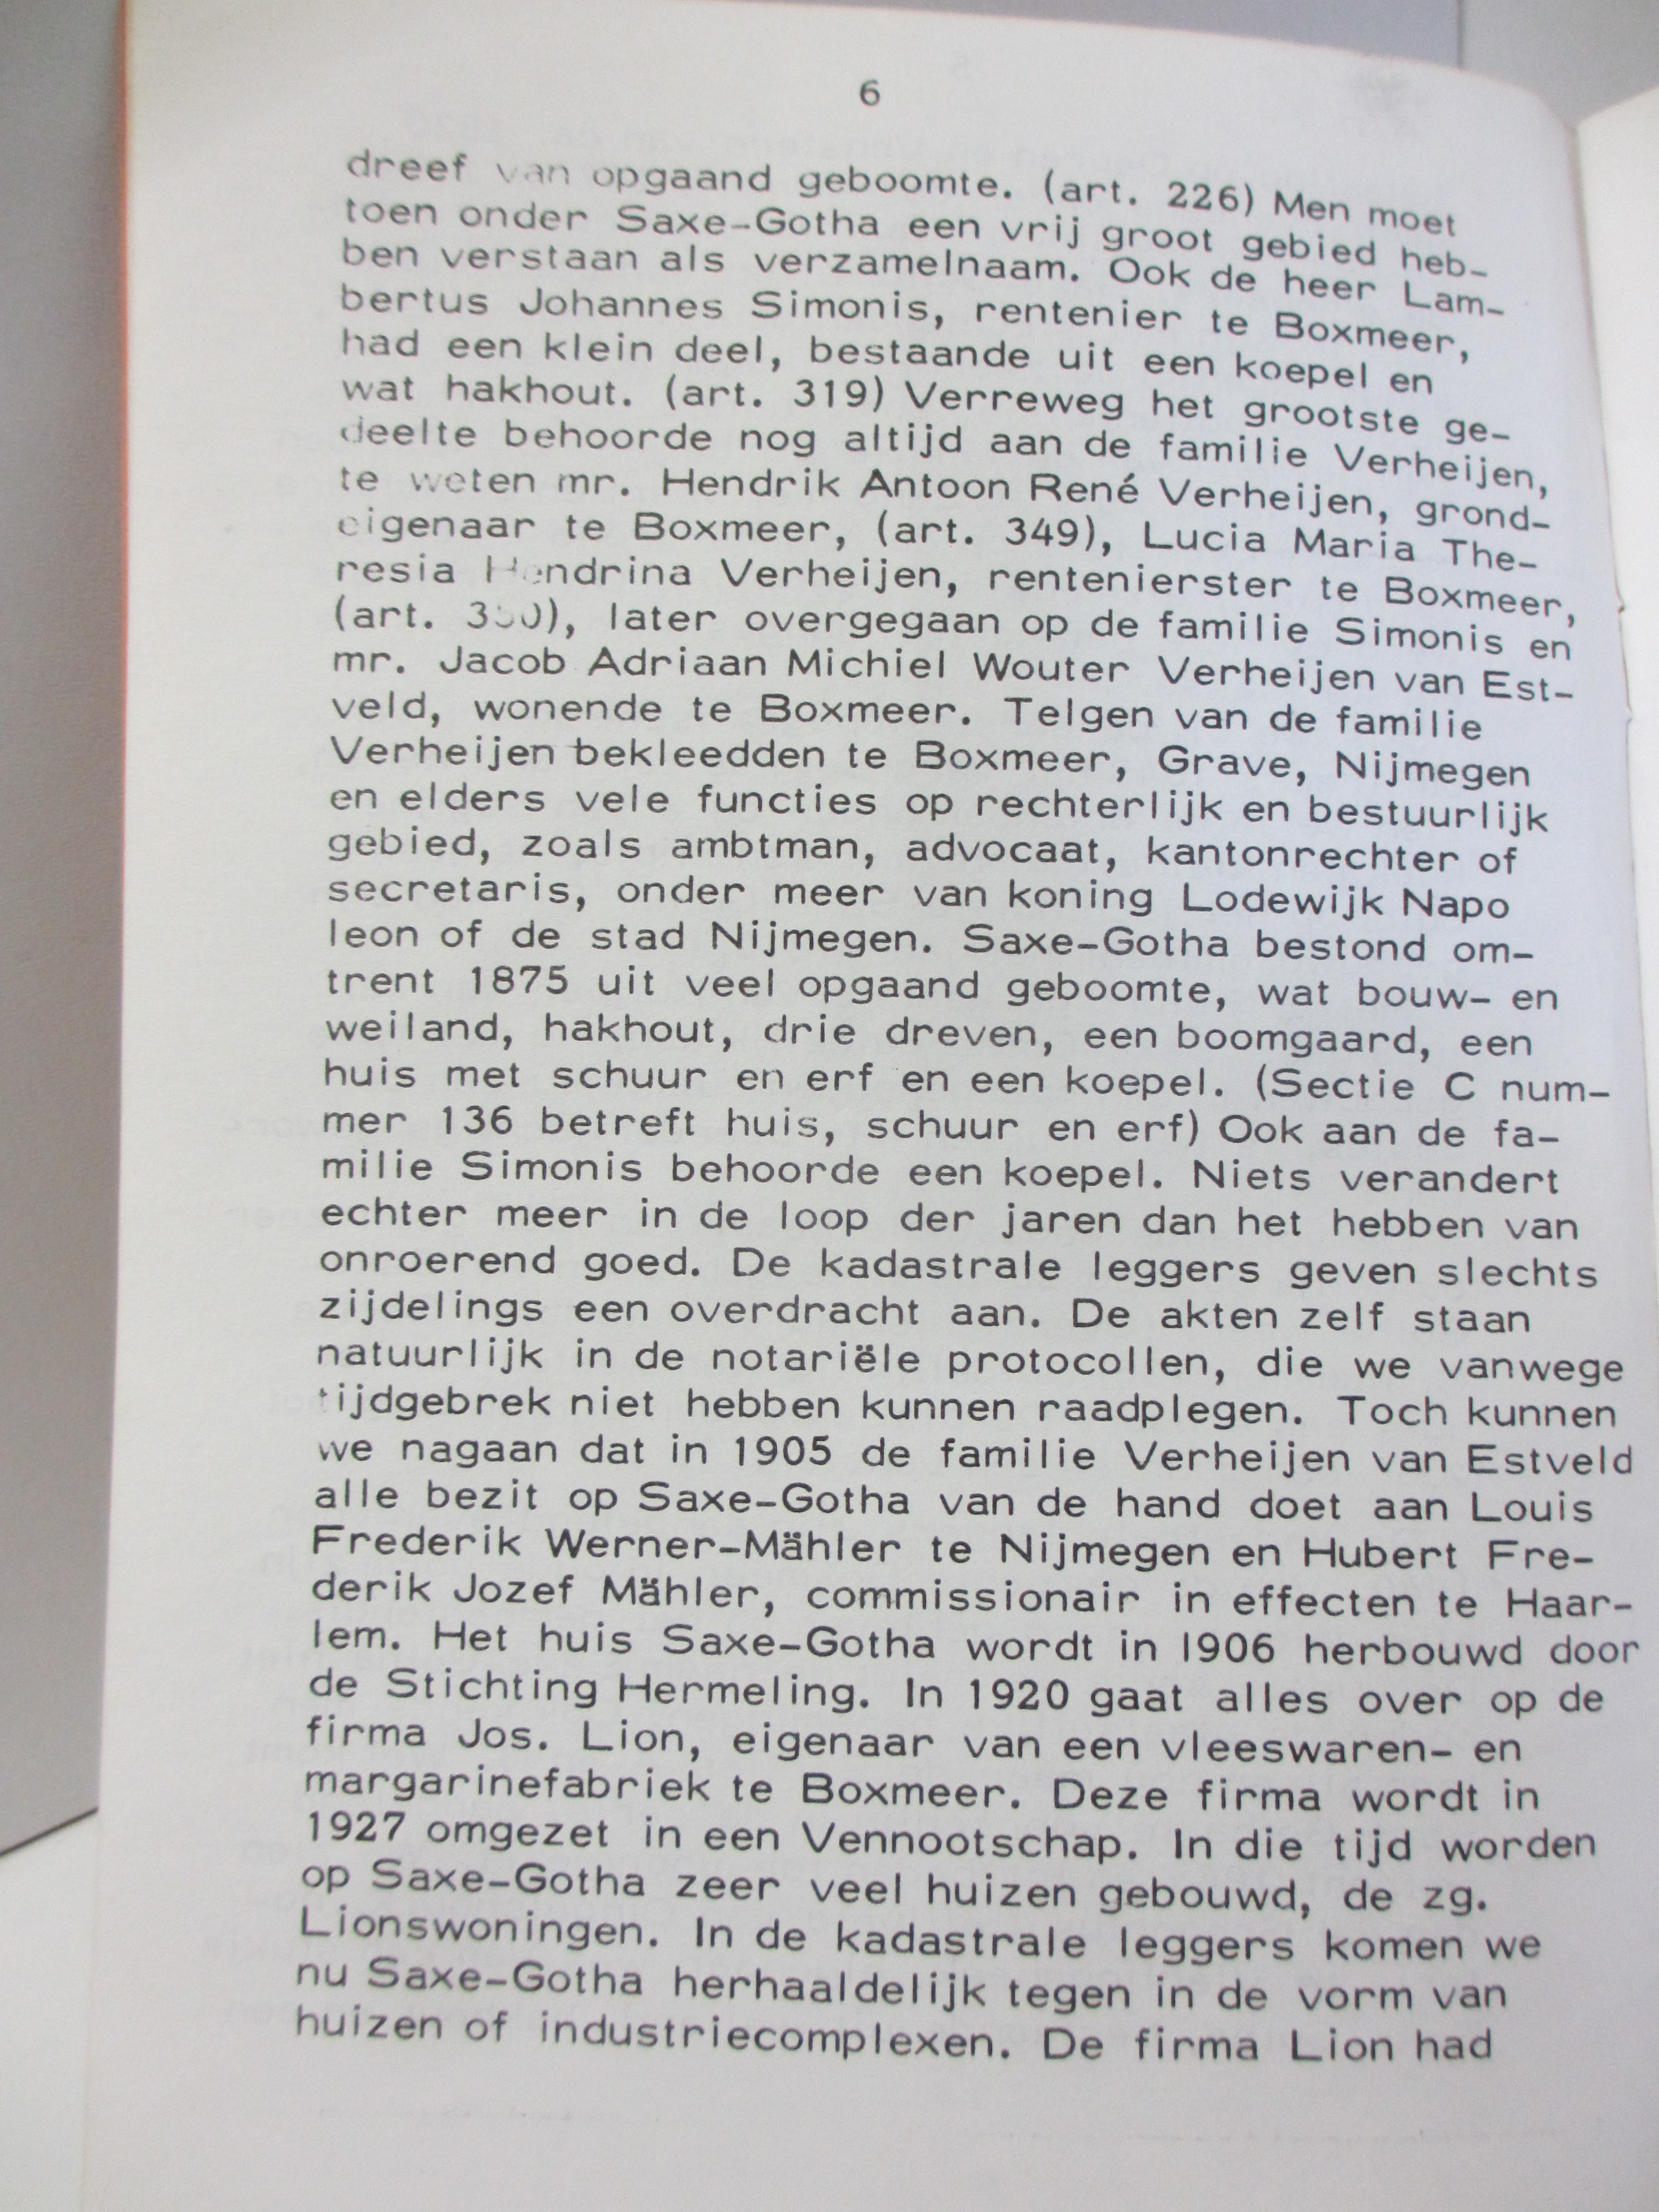 6
dreef van opgaand geboomte. (art. 226) Men moet
toen onder Saxe-Gotha een vrij groot gebied heb-
ben verstaan als verzamelnaam. Ook de heer Lam-
bertus Johannes Simonis, rentenier te Boxmeer,
had een klein deel, bestaande uit een koepel en
wat hakhout. (art. 319) Verreweg het grootste ge-
deelte behoorde nog altijd aan de familie Verheijen,
te weten mr. Hendrik Antoon René Verheijen, grond-
eigenaar te Boxmeer, (art. 349), Lucia Maria The-
resia Hendrina Verheijen, rentenierster te Boxmeer,
(art. 350), later overgegaan op de familie Simonis en
mr. Jacob Adriaan Michiel Wouter Verheijen van Est-
veld, wonende te Boxmeer. Telgen van de familie
Verheijen bekleedden te Boxmeer, Grave, Nijmegen
en elders vele functies op rechterlijk en bestuurlijk
gebied, zoals ambtman, advocaat, kantonrechter of
secretaris, onder meer van koning Lodewijk Napo
leon of de stad Nijmegen. Saxe-Gotha bestond om-
trent 1875 uit veel opgaand geboomte, wat bouw- en
weiland, hakhout, drie dreven, een boomgaard, een
huis met schuur en erf en een koepel. (Sectie C num-
mer 136 betreft huis, schuur en erf) Ook aan de fa-
milie Simonis behoorde een koepel. Niets verandert
echter meer in de loop der jaren dan het hebben van
onroerend goed. De kadastrale leggers geven slechts
zijdelings een overdracht aan. De akten zelf staan
natuurlijk in de notariële protocollen, die we vanwege
tijdgebrek niet hebben kunnen raadplegen. Toch kunnen
we nagaan dat in 1905 de familie Verheijen van Estveld
alle bezit op Saxe-Gotha van de hand doet aan Louis
Frederik Werner-Mähler te Nijmegen en Hubert Fre-
derik Jozef Mähler, commissionair in effecten te Haar-
lem. Het huis Saxe-Gotha wordt in 1906 herbouwd door
de Stichting Hermeling. In 1920 gaat alles over op de
firma Jos. Lion, eigenaar van een vleeswaren- en
margarinefabriek te Boxmeer. Deze firma wordt in
1927 omgezet in een Vennootschap. In die tijd worden
op Saxe-Gotha zeer veel huizen gebouwd, de zg.
Lionswoningen. In de kadastrale leggers komen we
nu Saxe-Gotha herhaaldelijk tegen in de vorm van
huizen of industriecomplexen. De firma Lion had